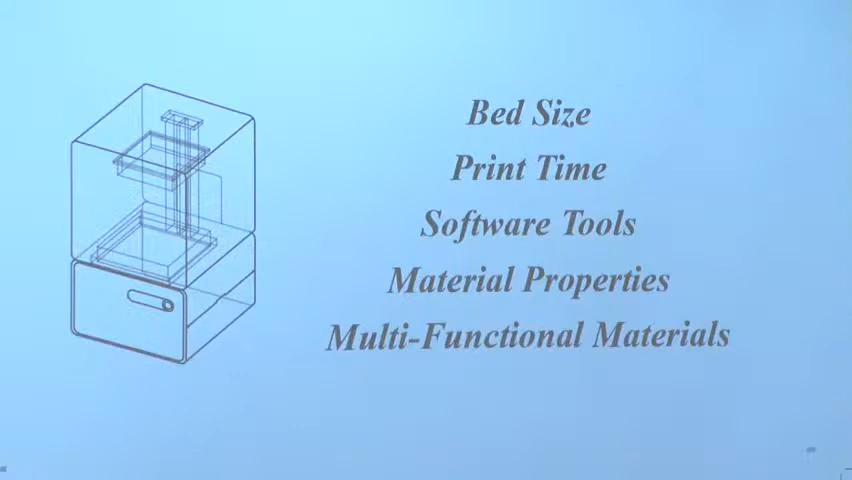 Bed Size
Print Time
Software Tools
Material Properties
Multi-Functional Materials